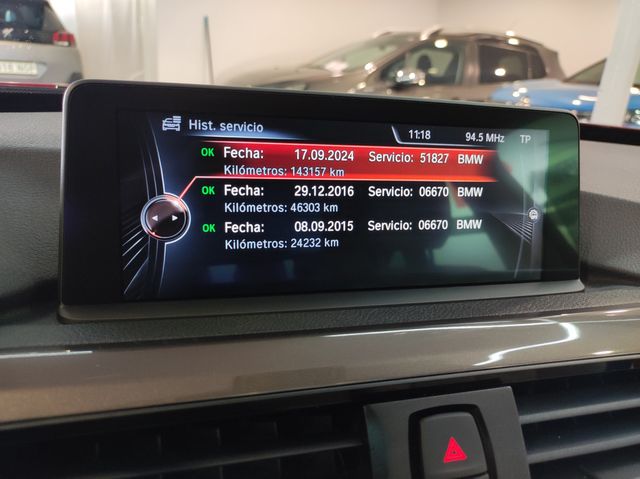 Hist. servicio
11:18
94.5 MHz
TP
OK Fecha: 17.09.2024 Servicio: 51827 BMW
Kilómetros: 143157 km
OK Fecha: 29.12.2016 Servicio: 06670 BMW
Kilómetros: 46303 km
OK Fecha: 08.09.2015 Servicio: 06670 BMW
Kilómetros: 24232 km